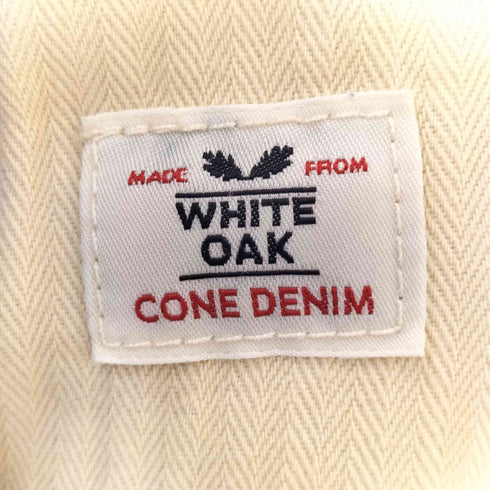 MADE FROM
WHITE
OAK
CONE DENIM